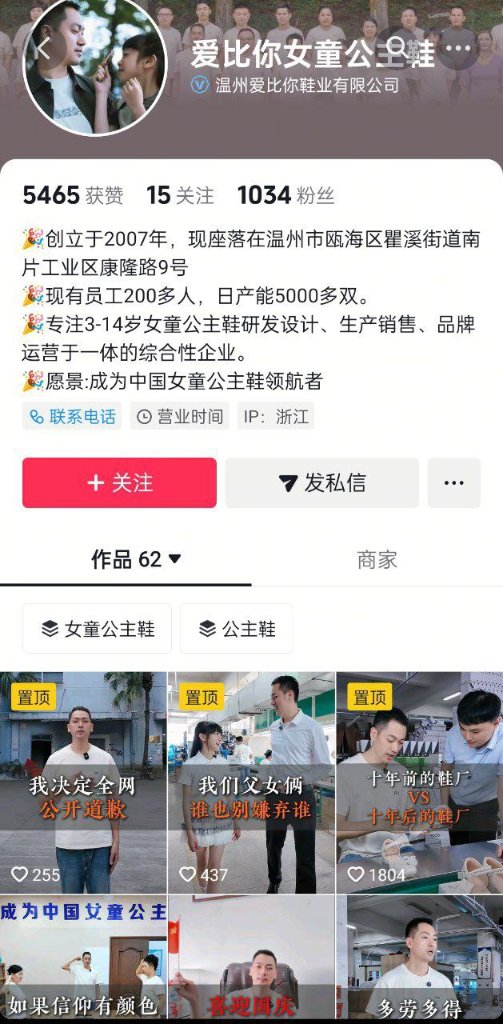 爱比你女童公主鞋
温州爱比你鞋业有限公司
5465 获赞 15 关注 1034 粉丝
创立于2007年，现座落在温州市瓯海区瞿溪街道南
片工业区康隆路9号
现有员工200多人，日产能5000多双。
专注3-14岁女童公主鞋研发设计、生产销售、品牌
运营于一体的综合性企业。
愿景:成为中国女童公主鞋领航者
联系电话 营业时间 IP：浙江
+ 关注 发私信
作品 62 商家
女童公主鞋 公主鞋
置顶
我决定全网
公开道歉
255
置顶
我们父女俩
谁也别嫌弃谁
437
置顶
十年前的鞋厂
VS
十年后的鞋厂
1804
成为中国女童公主
如果信仰有颜色
喜迎国庆
多劳多得